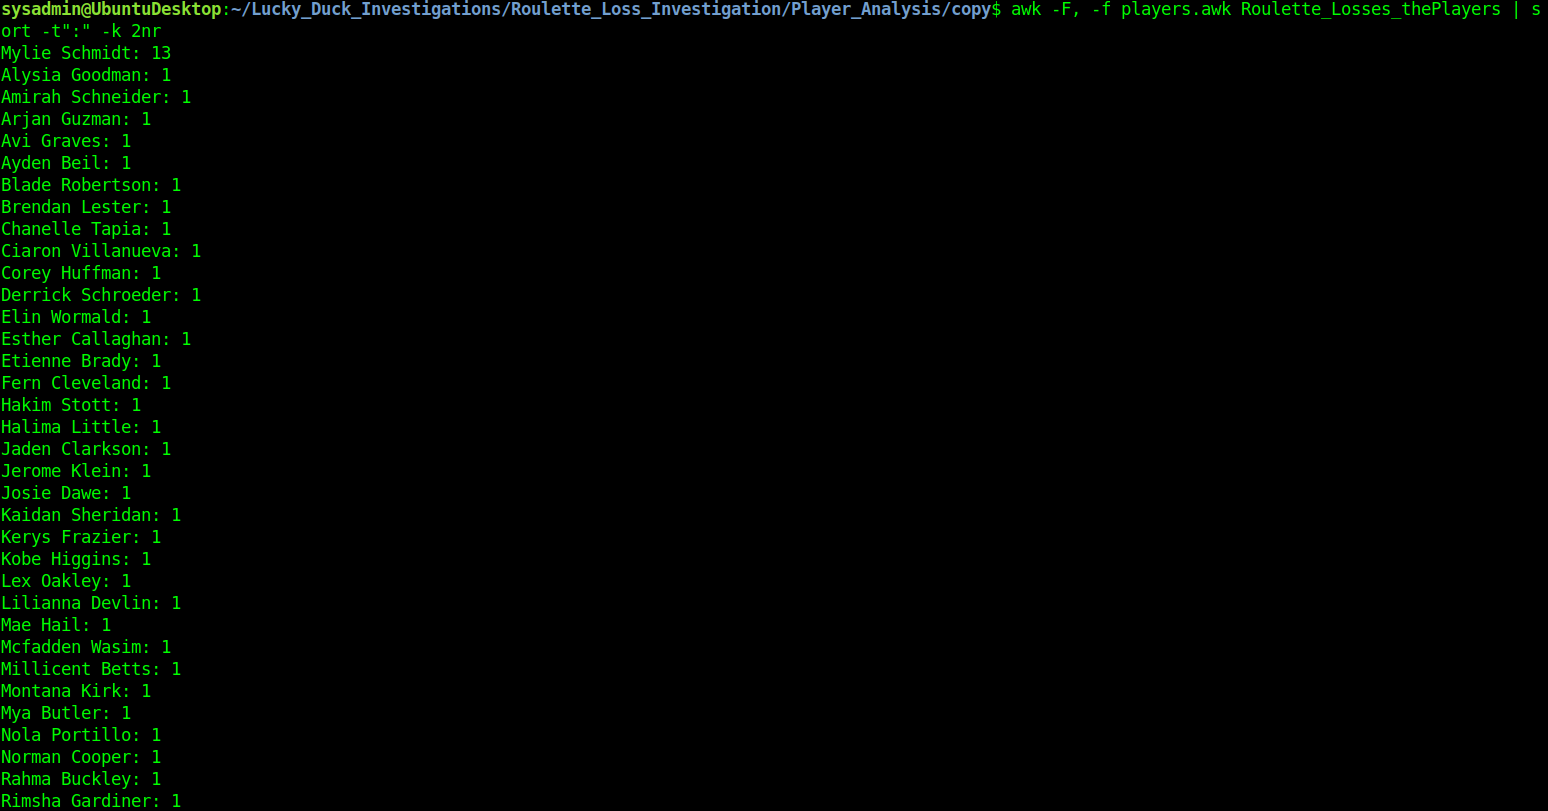 sysadmin@UbuntuDesktop:~/Lucky_Duck_Investigations/Roulette_Loss_Investigation/Player_Analysis/copy$ awk -F, -f players.awk Roulette_Losses_thePlayers | s
ort -t":" -k 2nr
Mylie Schmidt: 13
Alysia Goodman: 1
Amirah Schneider: 1
Arjan Guzman: 1
Avi Graves: 1
Ayden Beil: 1
Blade Robertson: 1
Brendan Lester: 1
Chanelle Tapia: 1
Ciaron Villanueva: 1
Corey Huffman: 1
Derrick Schroeder: 1
Elin Wormald: 1
Esther Callaghan: 1
Etienne Brady: 1
Fern Cleveland: 1
Hakim Stott: 1
Halima Little: 1
Jaden Clarkson: 1
Jerome Klein: 1
Josie Dawe: 1
Kaidan Sheridan: 1
Kerys Frazier: 1
Kobe Higgins: 1
Lex Oakley: 1
Lilianna Devlin: 1
Mae Hail: 1
Mcfadden Wasim: 1
Millicent Betts: 1
Montana Kirk: 1
Mya Butler: 1
Nola Portillo: 1
Norman Cooper: 1
Rahma Buckley: 1
Rimsha Gardiner: 1